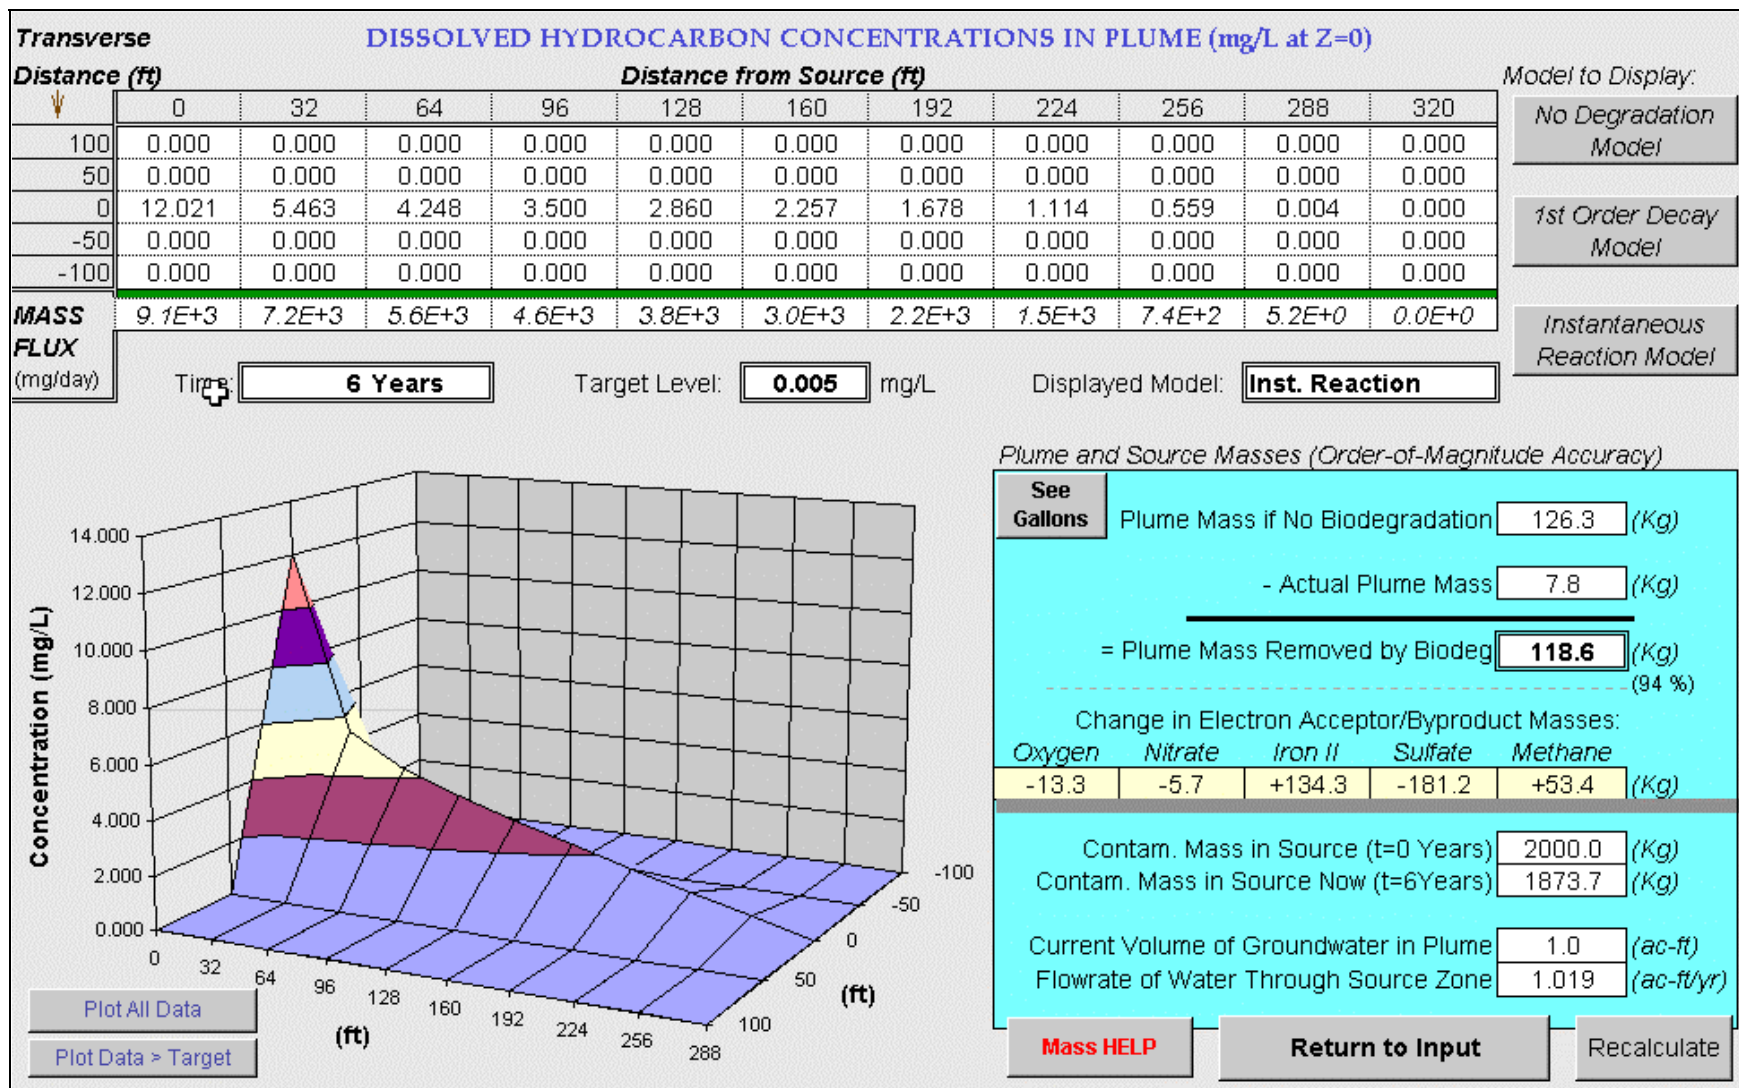 Transverse
DISSOLVED HYDROCARBON CONCENTRATIONS IN PLUME (mg/L at Z=0)
Distance (ft)
Distance from Source (ft)
Model to Display:
0 32 64 96 128 160 192 224 256 288 320
100 0.000 0.000 0.000 0.000 0.000 0.000 0.000 0.000 0.000 0.000 0.000
50 0.000 0.000 0.000 0.000 0.000 0.000 0.000 0.000 0.000 0.000 0.000
0 12.021 5.463 4.248 3.500 2.860 2.257 1.678 1.114 0.559 0.004 0.000
-50 0.000 0.000 0.000 0.000 0.000 0.000 0.000 0.000 0.000 0.000 0.000
-100 0.000 0.000 0.000 0.000 0.000 0.000 0.000 0.000 0.000 0.000 0.000
MASS
FLUX
(mg/day)
9.1E+3 7.2E+3 5.6E+3 4.6E+3 3.8E+3 3.0E+3 2.2E+3 1.5E+3 7.4E+2 5.2E+0 0.0E+0
No Degradation
Model
1st Order Decay
Model
Instantaneous
Reaction Model
Time: 6 Years
Target Level: 0.005 mg/L
Displayed Model: Inst. Reaction
14.000
12.000
10.000
8.000
6.000
4.000
2.000
0.000
Concentration (mg/L)
0
32
64
96
128
160
192
224
256
288
(ft)
-100
-50
0
50
100
(ft)
Plot All Data
Plot Data > Target
Plume and Source Masses (Order-of-Magnitude Accuracy)
See
Gallons
Plume Mass if No Biodegradation 126.3 (Kg)
- Actual Plume Mass 7.8 (Kg)
= Plume Mass Removed by Biodeg 118.6 (Kg)
(94 %)
Change in Electron Acceptor/Byproduct Masses:
Oxygen Nitrate Iron II Sulfate Methane
-13.3 -5.7 +134.3 -181.2 +53.4 (Kg)
Contam. Mass in Source (t=0 Years) 2000.0 (Kg)
Contam. Mass in Source Now (t=6Years) 1873.7 (Kg)
Current Volume of Groundwater in Plume 1.0 (ac-ft)
Flowrate of Water Through Source Zone 1.019 (ac-ft/yr)
Mass HELP
Return to Input
Recalculate